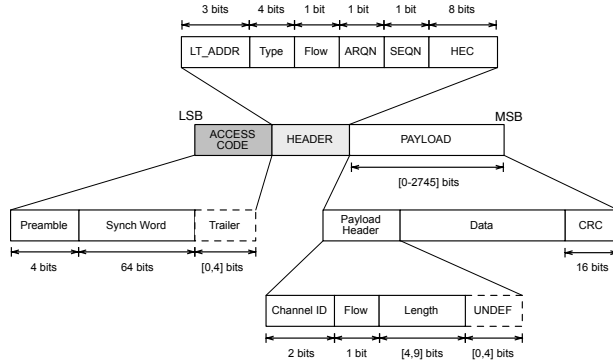 3 bits 4 bits 1 bit 1 bit 1 bit 8 bits
LT_ADDR Type Flow ARQN SEQN HEC
LSB MSB
ACCESS
CODE
HEADER
PAYLOAD
[0-2745] bits
Preamble Synch Word Trailer
4 bits 64 bits [0,4] bits
Payload
Header
Data
CRC
16 bits
Channel ID Flow Length UNDEF
2 bits 1 bit [4,9] bits [0,4] bits